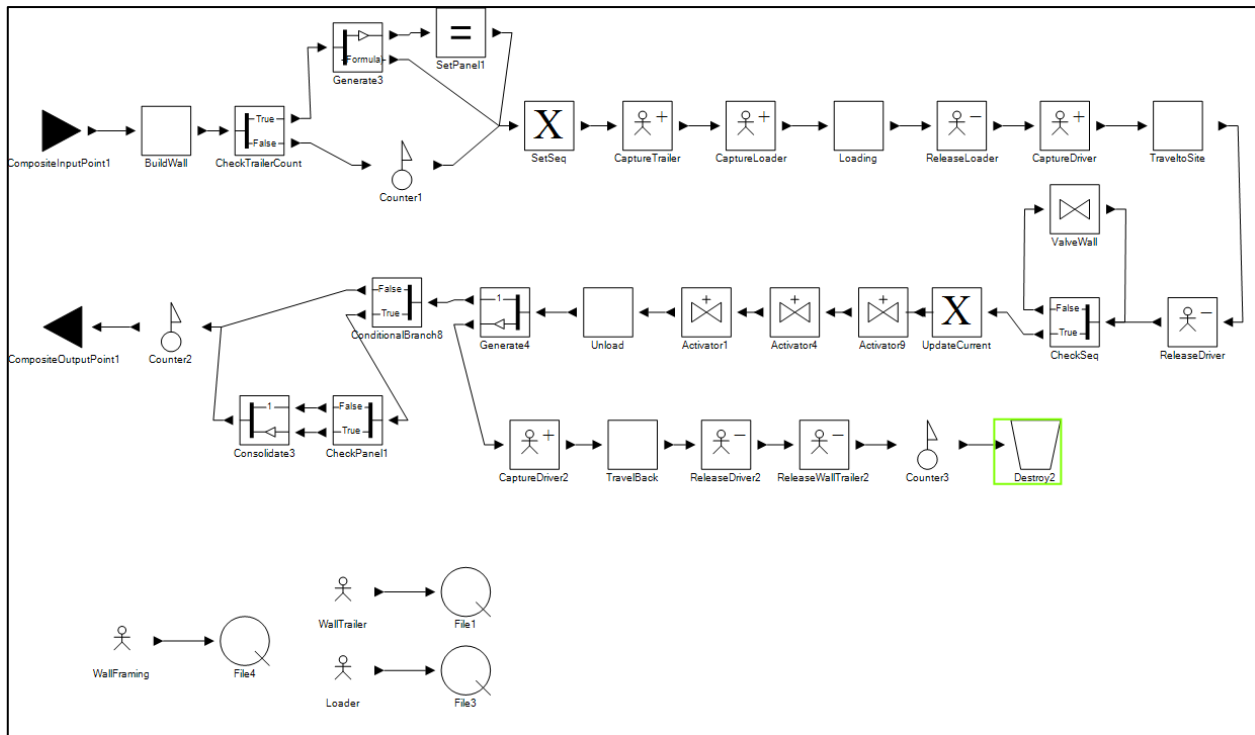 Formula
Generate3
=
SetPanel1
CompositeInputPoint1
BuildWall
True
False
CheckTrailerCount
Counter1
X
SetSeq
+
CaptureTrailer
+
CaptureLoader
Loading
−
ReleaseLoader
+
CaptureDriver
TraveltoSite
ValveWall
CompositeOutputPoint1
Counter2
False
True
ConditionalBranch8
1
Generate4
Unload
+
Activator1
+
Activator4
+
Activator9
X
UpdateCurrent
False
True
CheckSeq
−
ReleaseDriver
1
Consolidate3
False
True
CheckPanel1
+
CaptureDriver2
TravelBack
−
ReleaseDriver2
−
ReleaseWallTrailer2
Counter3
Destroy2
WallTrailer
File1
WallFraming
File4
Loader
File3